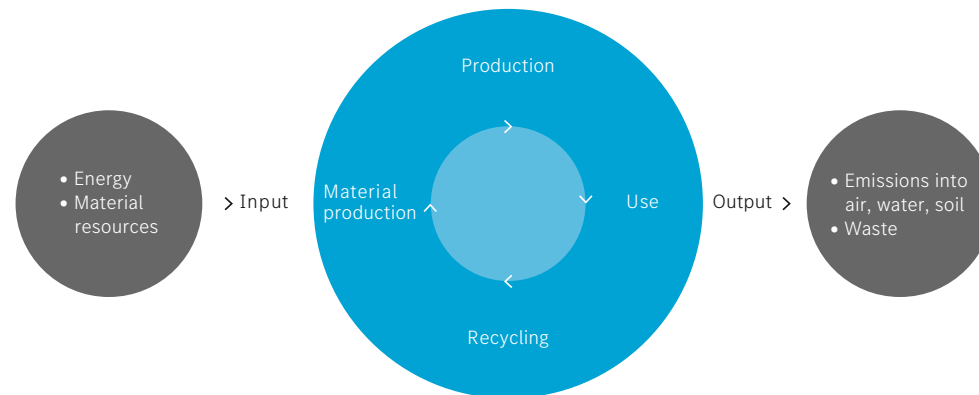 Production
• Energy
• Material
resources
> Input
Material
production
Use
Output >
• Emissions into
air, water, soil
• Waste
Recycling